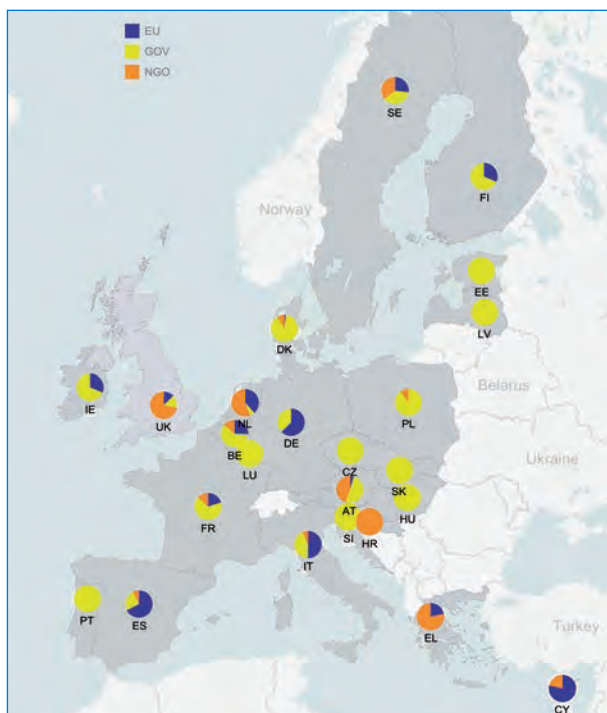 EU
GOV
NGO
SE
FI
Norway
EE
LV
DK
Belarus
IE
UK
NL
PL
DE
BE
LU
CZ
Ukraine
SK
AT
HU
FR
SI
HR
IT
PT
ES
EL
Turkey
CY